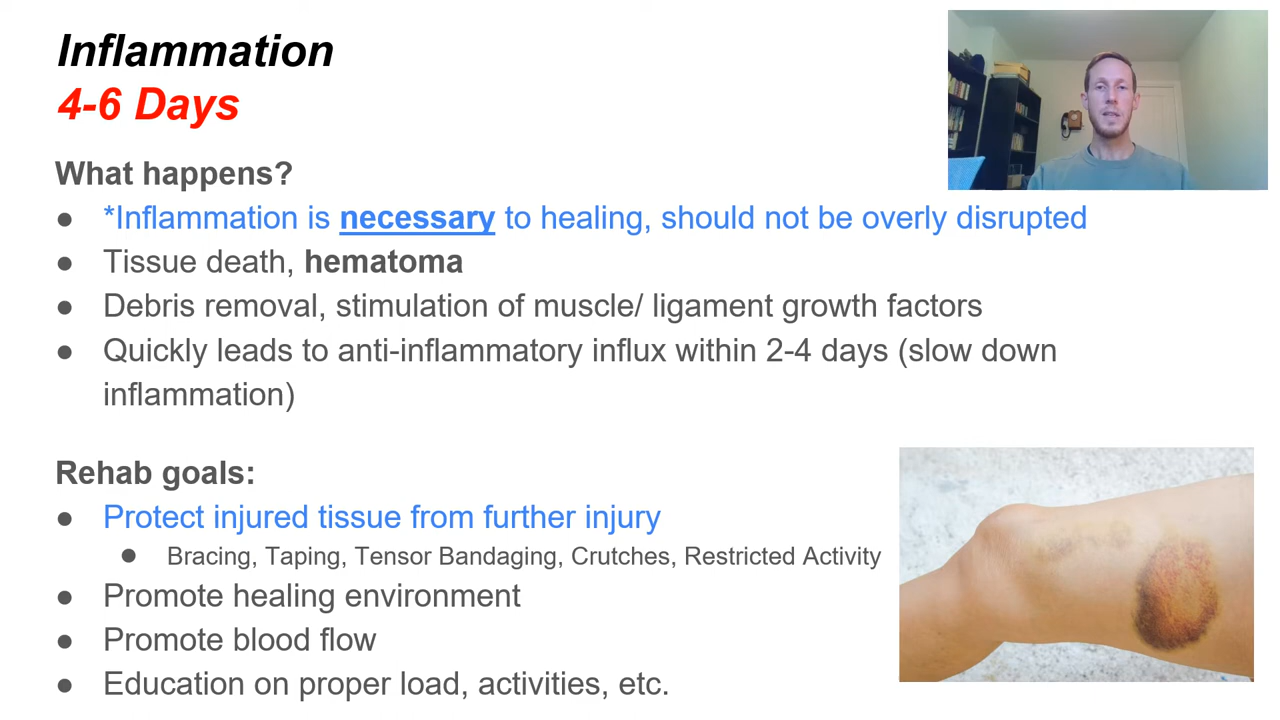 Inflammation
4-6 Days
What happens?
● *Inflammation is necessary to healing, should not be overly disrupted
● Tissue death, hematoma
● Debris removal, stimulation of muscle/ ligament growth factors
● Quickly leads to anti-inflammatory influx within 2-4 days (slow down
inflammation)
Rehab goals:
● Protect injured tissue from further injury
● Bracing, Taping, Tensor Bandaging, Crutches, Restricted Activity
● Promote healing environment
● Promote blood flow
● Education on proper load, activities, etc.